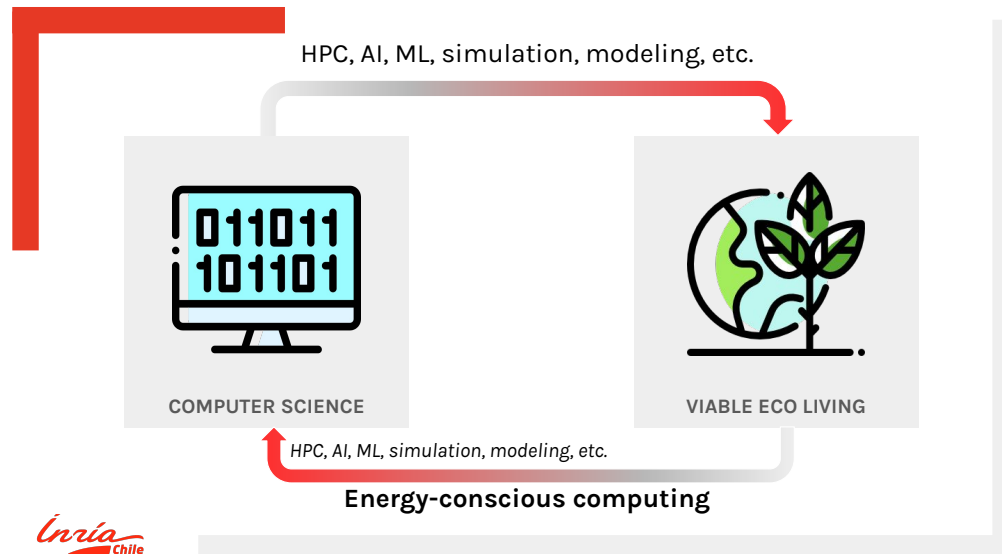 HPC, AI, ML, simulation, modeling, etc.
011011
101101
COMPUTER SCIENCE
VIABLE ECO LIVING
HPC, AI, ML, simulation, modeling, etc.
Energy-conscious computing
Inría
Chile